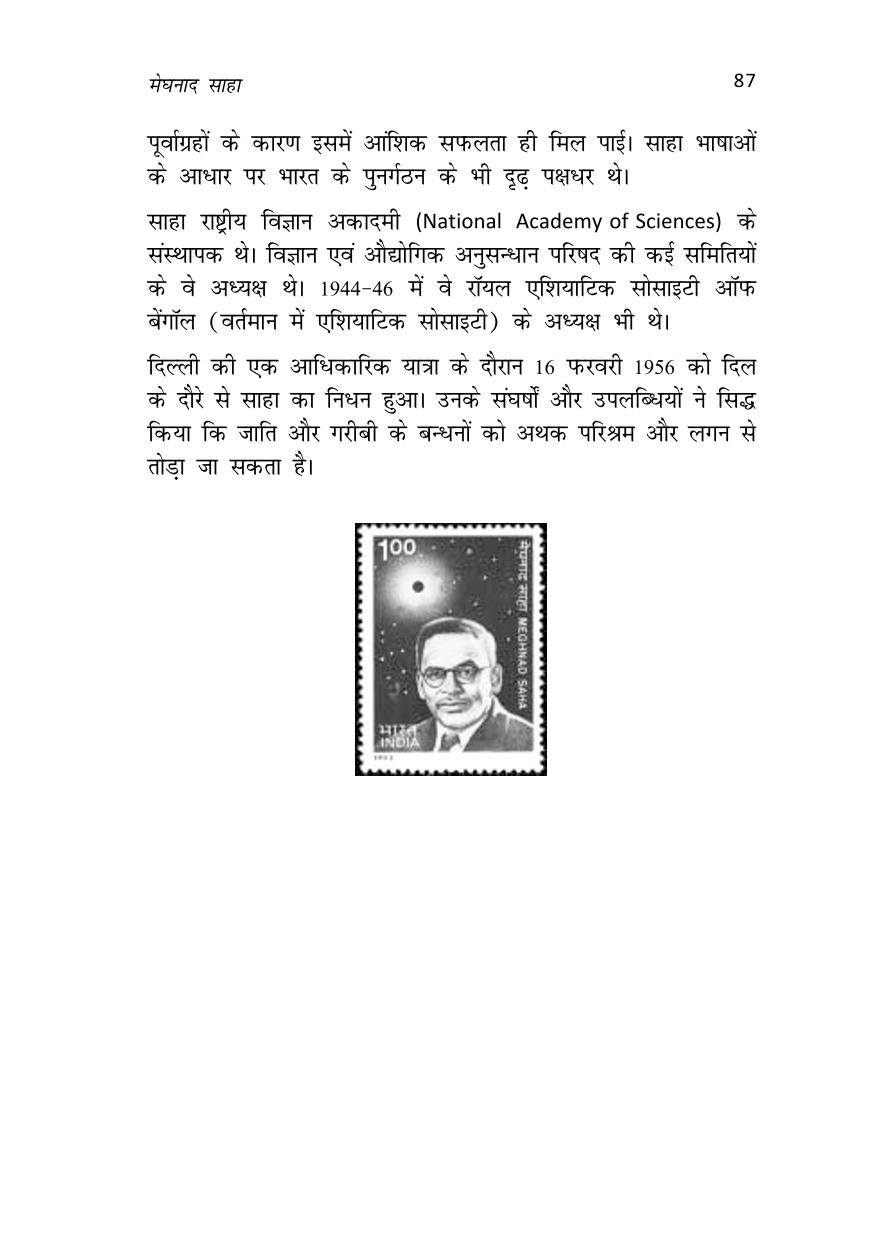 मेघनाद साहा
87
पूर्वाग्रहों के कारण इसमें आंशिक सफलता ही मिल पाई। साहा भाषाओं
के आधार पर भारत के पुनर्गठन के भी दृढ़ पक्षधर थे।
साहा राष्ट्रीय विज्ञान अकादमी (National Academy of Sciences) के
संस्थापक थे। विज्ञान एवं औद्योगिक अनुसन्धान परिषद की कई समितियों
के वे अध्यक्ष थे। 1944-46 में वे रॉयल एशियाटिक सोसाइटी ऑफ
बेंगॉल (वर्तमान में एशियाटिक सोसाइटी) के अध्यक्ष भी थे।
दिल्ली की एक आधिकारिक यात्रा के दौरान 16 फरवरी 1956 को दिल
के दौरे से साहा का निधन हुआ। उनके संघर्षों और उपलब्धियों ने सिद्ध
किया कि जाति और गरीबी के बन्धनों को अथक परिश्रम और लगन से
तोड़ा जा सकता है।
100
मेघनाद साहा MEGHNAD SAHA
भारत
INDIA